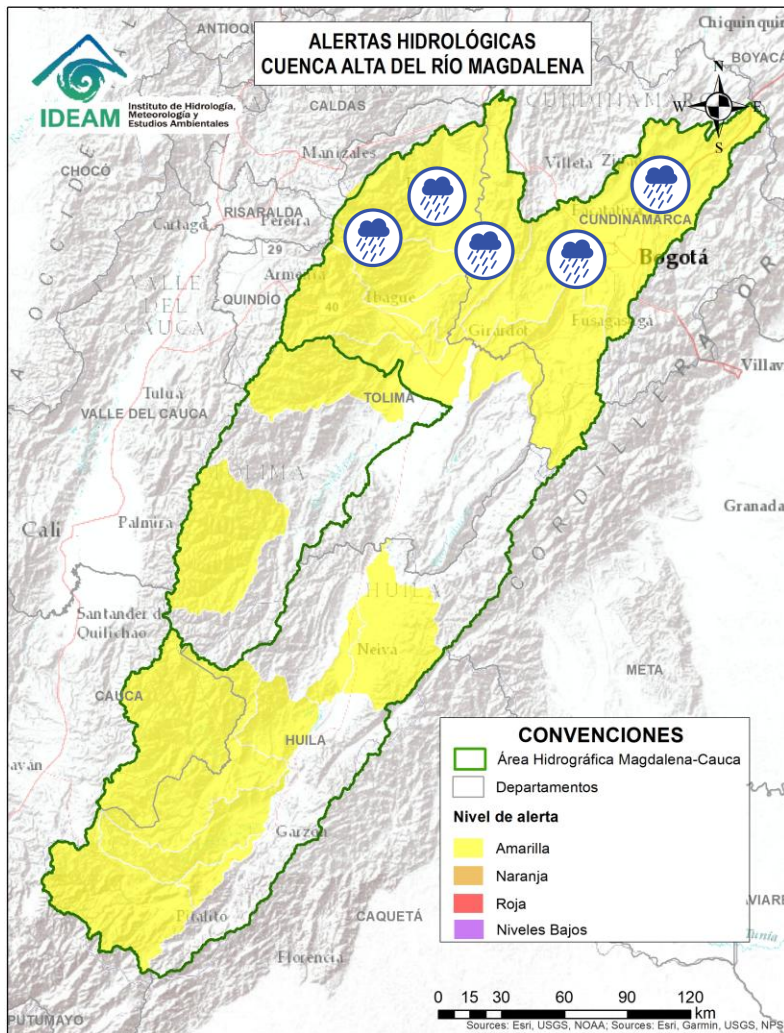 ALERTAS HIDROLÓGICAS
CUENCA ALTA DEL RÍO MAGDALENA
IDEAM
Instituto de Hidrología,
Meteorología y
Estudios Ambientales
Chiquinqu
BOYACÁ
N
W E
S
CALDAS
Manizales
CHOCÓ
Villeta
CUNDINAMARCA
RISARALDA
Pereira
Cartago
29
Bogotá
Armenia
QUINDÍO
Ibague
40
VALLE
DEL
CAUCA
Girardot
Fusagasugá
Villav
Tuluá
TOLIMA
VALLE DEL CAUCA
CORDILLERA OR
Palmira
Cali
Granada
HUILA
Santander de
Quilichao
Neiva
META
CAUCA
HUILA
Garzón
Pitalito
CAQUETÁ
Florencia
PUTUMAYO
CONVENCIONES
Área Hidrográfica Magdalena-Cauca
Departamentos
Nivel de alerta
Amarilla
Naranja
Roja
Niveles Bajos
0 15 30 60 90 120
km
Sources: Esri, USGS, NOAA; Sources: Esri, Garmin, USGS, NPS